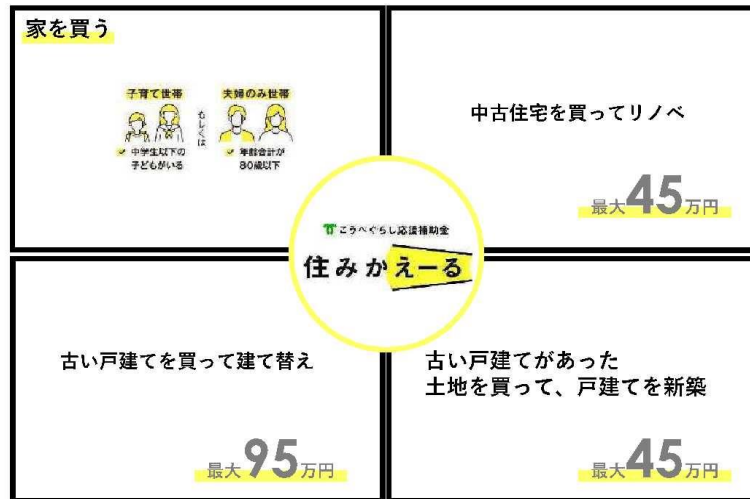 家を買う
子育て世帯
もしくは
夫婦のみ世帯
中学生以下の
子どもがいる
年齢合計が
80歳以下
中古住宅を買ってリノベ
最大45万円
こうべぐらし応援補助金
住みかえーる
古い戸建てを買って建て替え
最大95万円
古い戸建てがあった
土地を買って、戸建てを新築
最大45万円